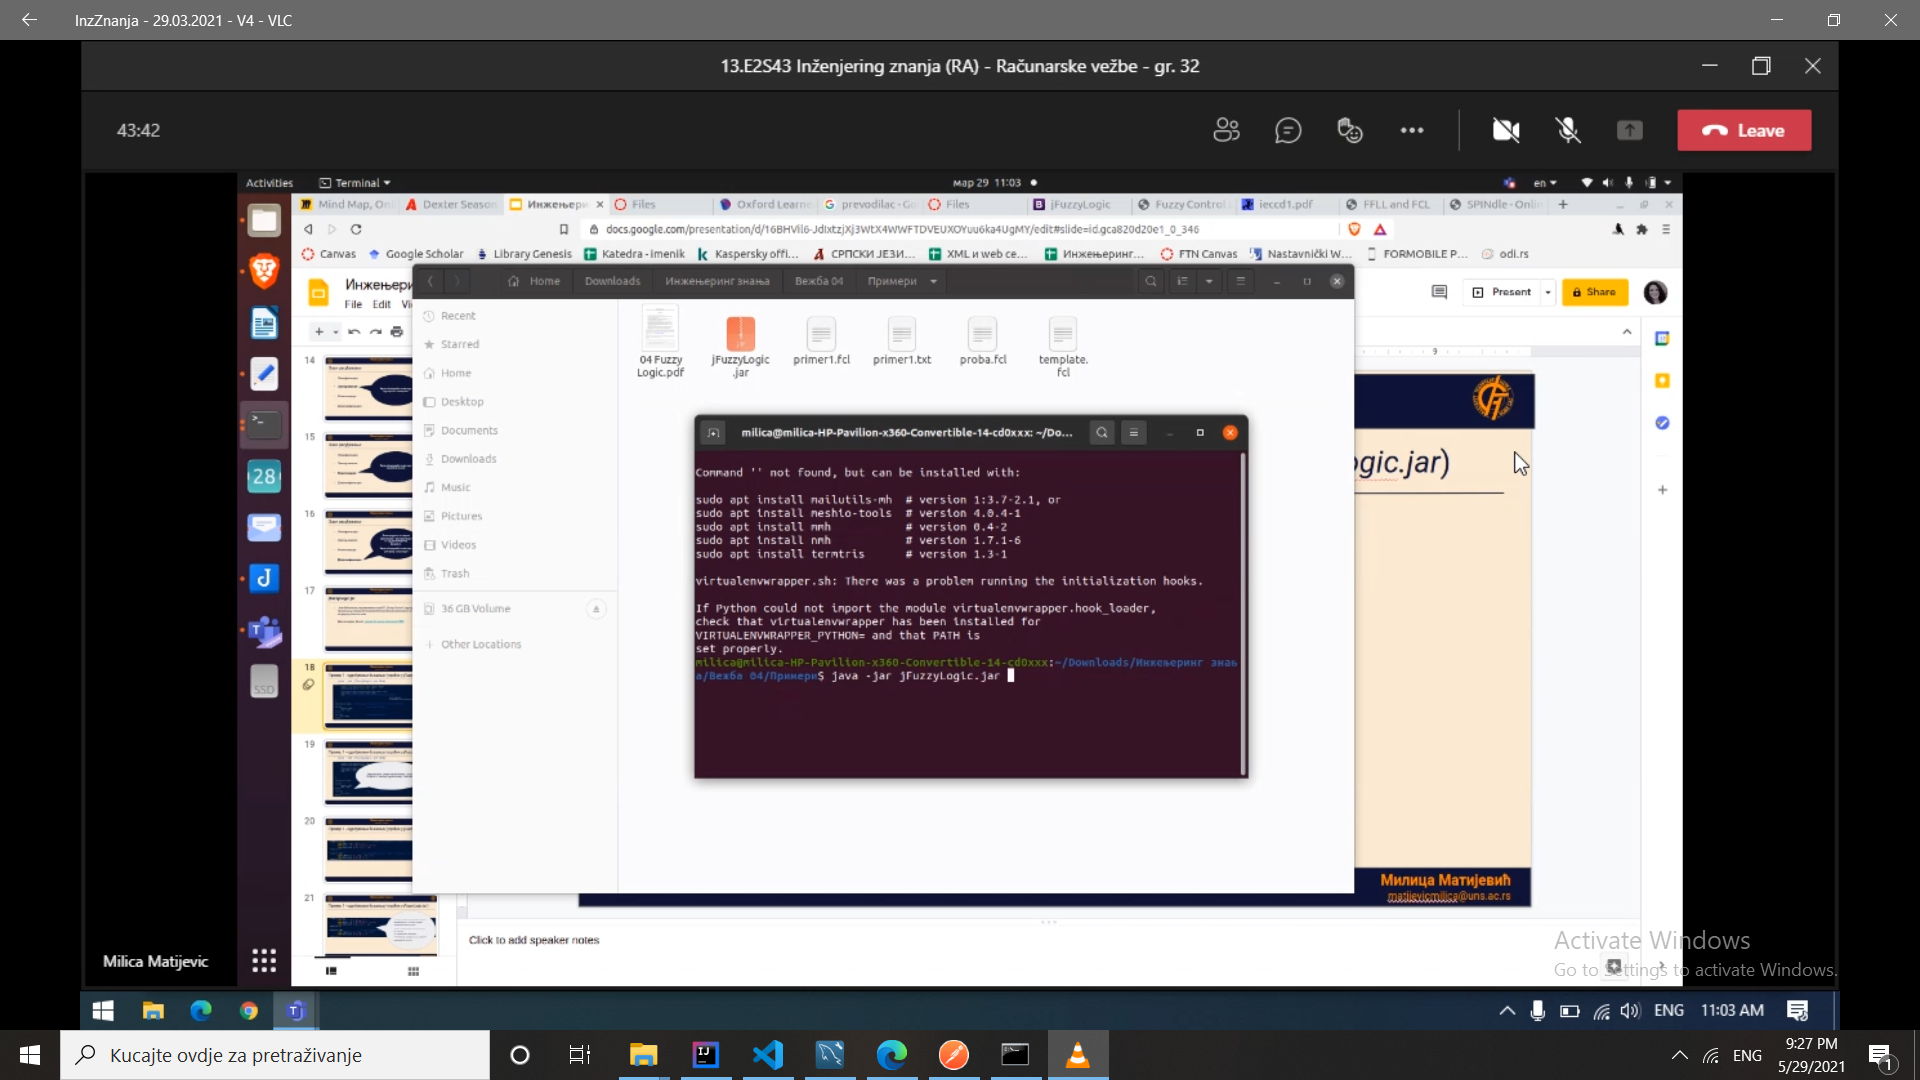 InzZnanja - 29.03.2021 - V4 - VLC
13.E2S43 Inženjering znanja (RA) - Računarske vežbe - gr. 32
43:42
Leave
Activities
Terminal
мар 29 11:03
en
Mind Map, Onl
Dexter Season
Инжењери
Files
Oxford Learne
prevodilac - Go
Files
jFuzzyLogic
Fuzzy Control
ieccd1.pdf
FFLL and FCL
SPINdle - Onlin
docs.google.com/presentation/d/
edit#slide=id.gca820d20e1_0_346
Canvas
Google Scholar
Library Genesis
Katedra - Imenik
Kaspersky offi...
СРПСКИ ЈЕЗИ...
XML и web се...
Инжењеринг...
FTN Canvas
Nastavnički W...
FORMOBILE P...
odi.rs
Инжењери
File Edit Vi
Present
Share
Home
Downloads
Инжењеринг знања
Вежба 04
Примери
Recent
Starred
Home
Desktop
Documents
Downloads
Music
Pictures
Videos
Trash
36 GB Volume
Other Locations
04 Fuzzy Logic.pdf
jFuzzyLogic.jar
primer1.fcl
primer1.txt
proba.fcl
template.fcl
milica@milica-HP-Pavilion-x360-Convertible-14-cd0xxx: ~/Do...
Command '' not found, but can be installed with:
sudo apt install mailutils-mh # version 1:3.7-2.1, or
sudo apt install meshio-tools # version 4.0.4-1
sudo apt install mmh # version 0.4-2
sudo apt install nmh # version 1.7.1-6
sudo apt install termtris # version 1.3-1
virtualenvwrapper.sh: There was a problem running the initialization hooks.
If Python could not import the module virtualenvwrapper.hook_loader,
check that virtualenvwrapper has been installed for
VIRTUALENVWRAPPER_PYTHON= and that PATH is
set properly.
milica@milica-HP-Pavilion-x360-Convertible-14-cd0xxx:~/Downloads/Инжењеринг знањ
а/Вежба 04/Примери$ java -jar jFuzzyLogic.jar
ogic.jar)
9
14
15
16
17
18
19
20
21
28
SSD
Милица Матијевић
matijevicmilica@uns.ac.rs
Click to add speaker notes
Milica Matijevic
Activate Windows
Go to Settings to activate Windows.
ENG
11:03 AM
Kucajte ovdje za pretraživanje
ENG
9:27 PM
5/29/2021
1